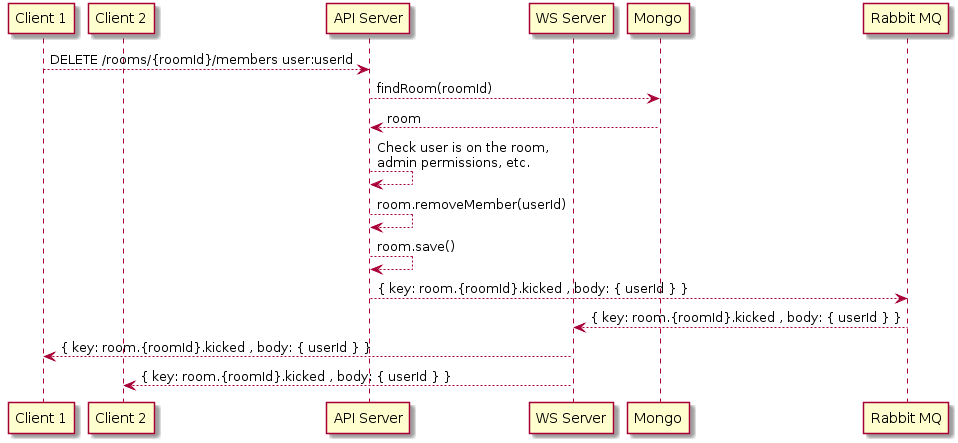 Client 1
Client 2
API Server
WS Server
Mongo
Rabbit MQ
DELETE /rooms/{roomId}/members user:userId
findRoom(roomId)
room
Check user is on the room,
admin permissions, etc.
room.removeMember(userId)
room.save()
{ key: room.{roomId}.kicked , body: { userId } }
{ key: room.{roomId}.kicked , body: { userId } }
{ key: room.{roomId}.kicked , body: { userId } }
{ key: room.{roomId}.kicked , body: { userId } }
Client 1
Client 2
API Server
WS Server
Mongo
Rabbit MQ